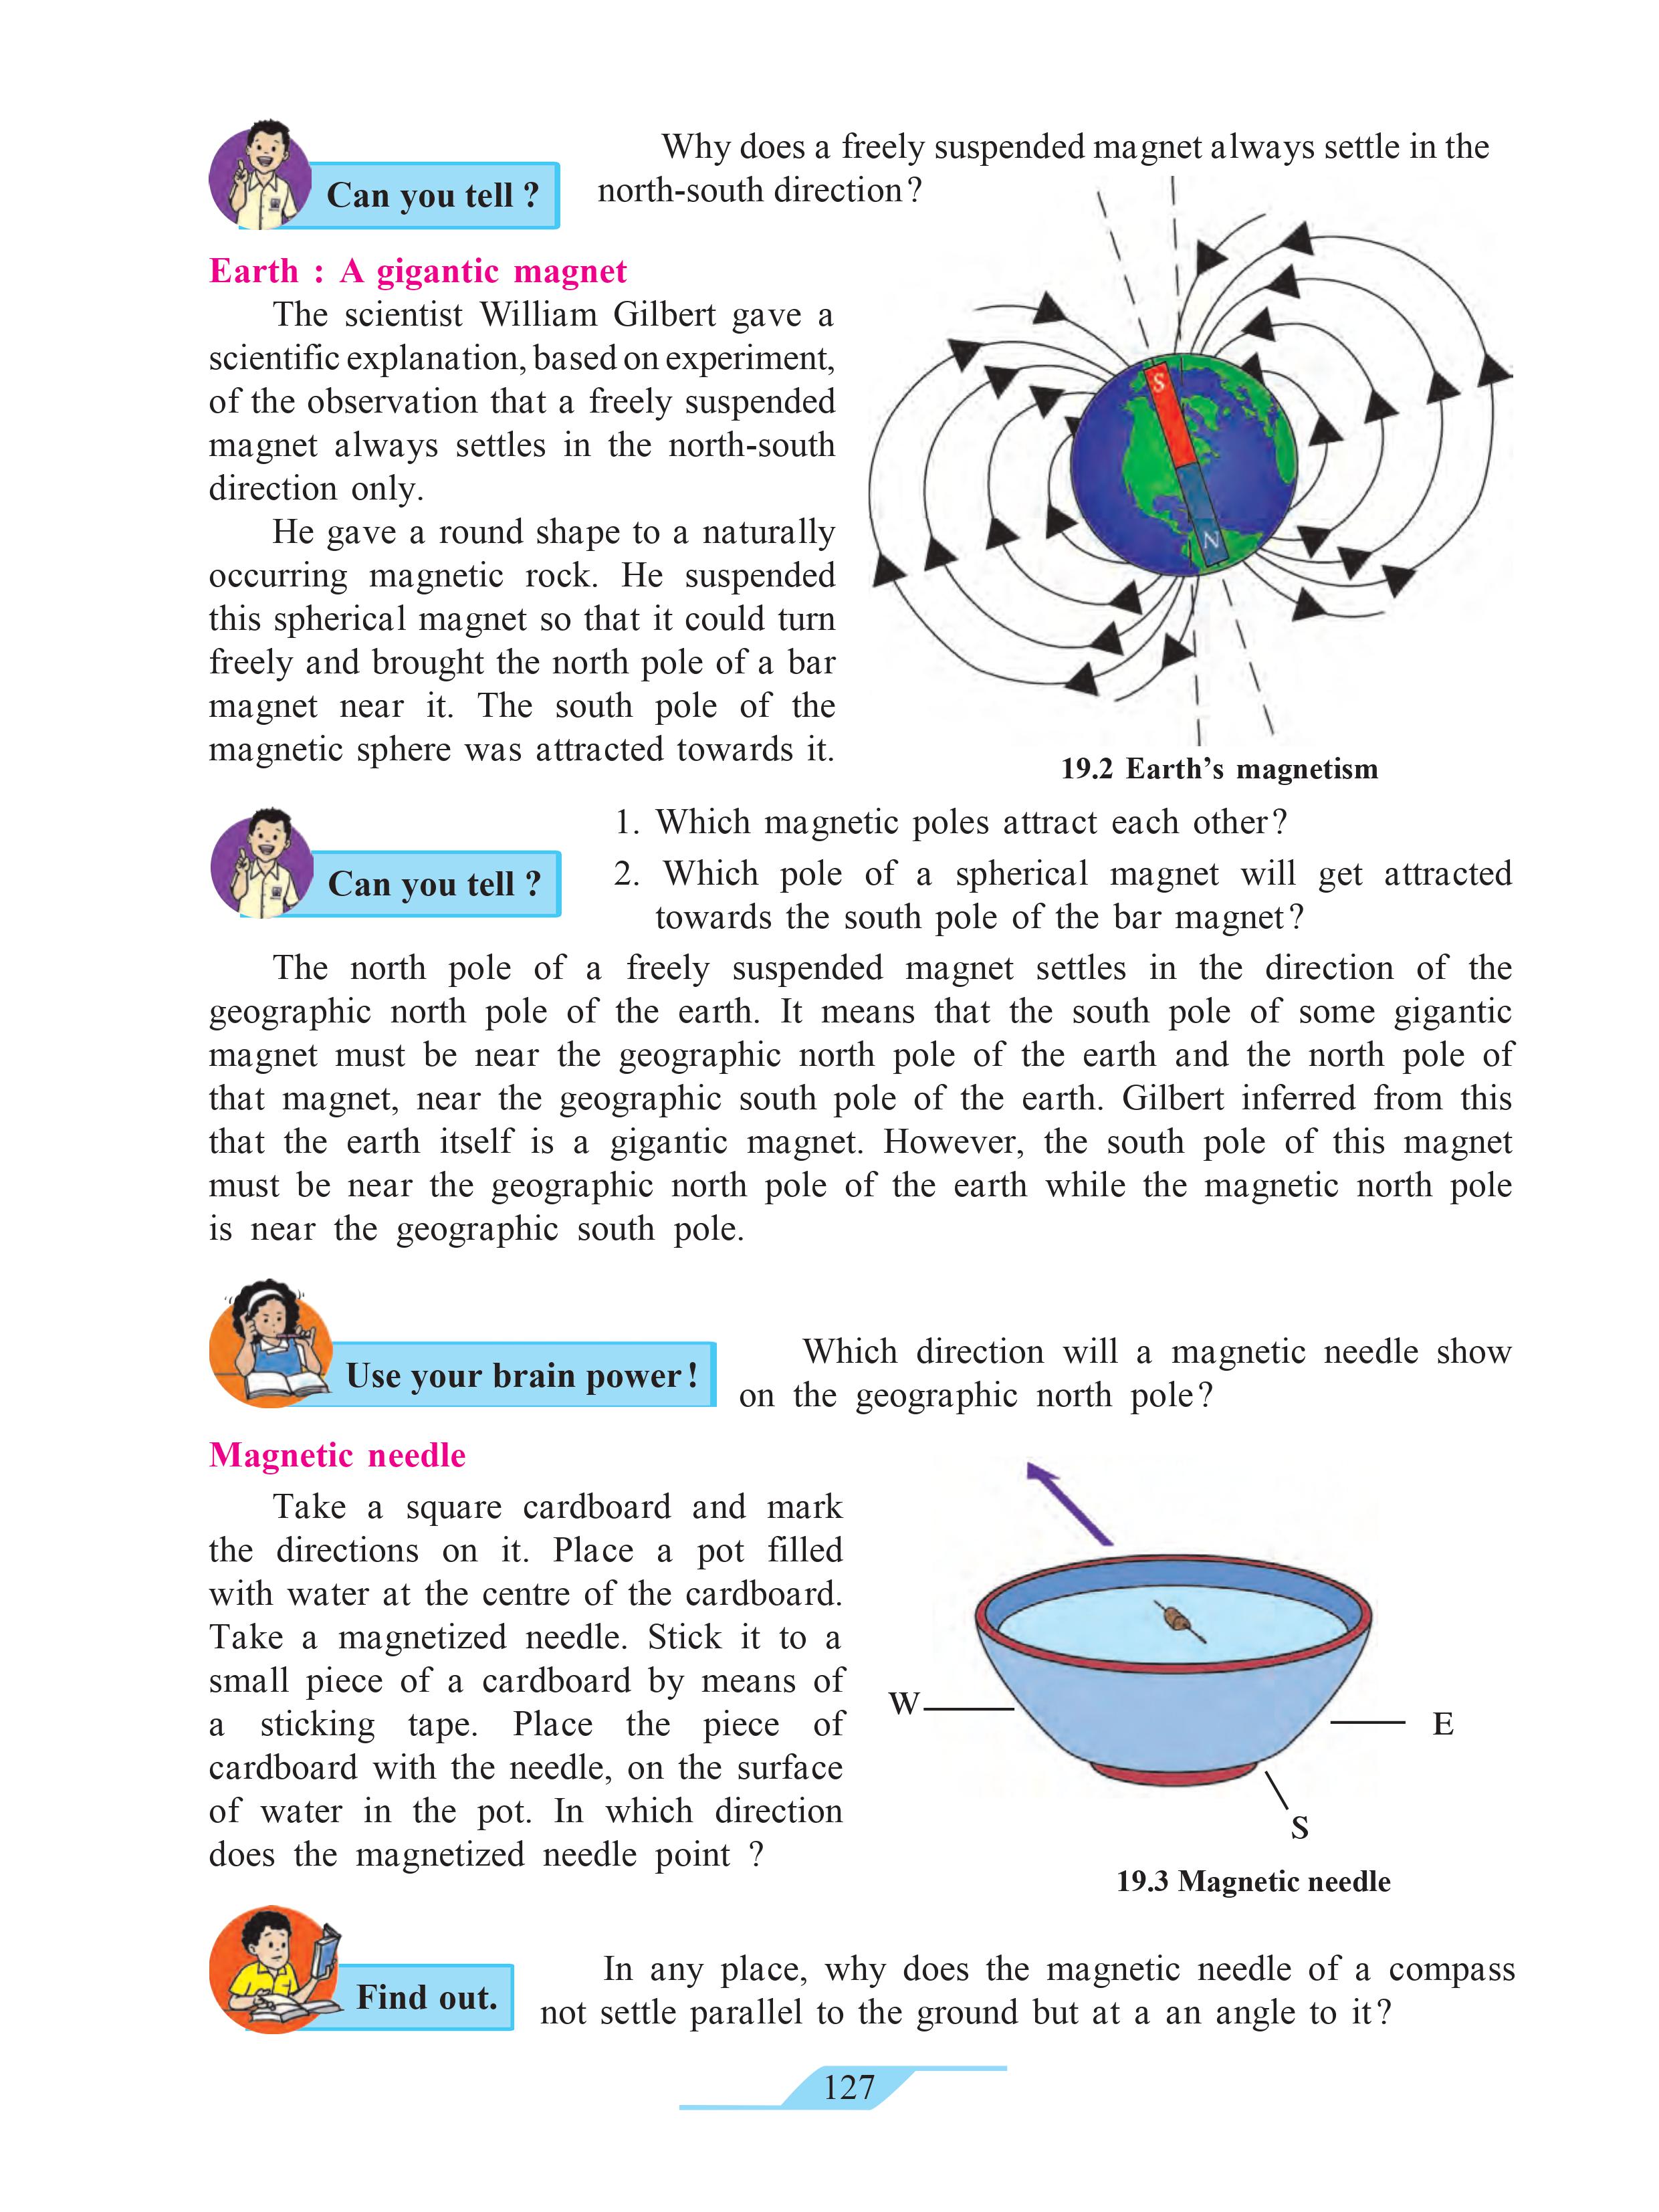 Can you tell ?
Why does a freely suspended magnet always settle in the
north-south direction?
Earth : A gigantic magnet
The scientist William Gilbert gave a
scientific explanation, based on experiment,
of the observation that a freely suspended
magnet always settles in the north-south
direction only.
He gave a round shape to a naturally
occurring magnetic rock. He suspended
this spherical magnet so that it could turn
freely and brought the north pole of a bar
magnet near it. The south pole of the
magnetic sphere was attracted towards it.
S
N
19.2 Earth's magnetism
Can you tell ?
1. Which magnetic poles attract each other?
2. Which pole of a spherical magnet will get attracted
towards the south pole of the bar magnet?
The north pole of a freely suspended magnet settles in the direction of the
geographic north pole of the earth. It means that the south pole of some gigantic
magnet must be near the geographic north pole of the earth and the north pole of
that magnet, near the geographic south pole of the earth. Gilbert inferred from this
that the earth itself is a gigantic magnet. However, the south pole of this magnet
must be near the geographic north pole of the earth while the magnetic north pole
is near the geographic south pole.
Use your brain power!
Which direction will a magnetic needle show
on the geographic north pole?
Magnetic needle
Take a square cardboard and mark
the directions on it. Place a pot filled
with water at the centre of the cardboard.
Take a magnetized needle. Stick it to a
small piece of a cardboard by means of
a sticking tape. Place the piece of
cardboard with the needle, on the surface
of water in the pot. In which direction
does the magnetized needle point ?
W
E
S
19.3 Magnetic needle
Find out.
In any place, why does the magnetic needle of a compass
not settle parallel to the ground but at a an angle to it?
127